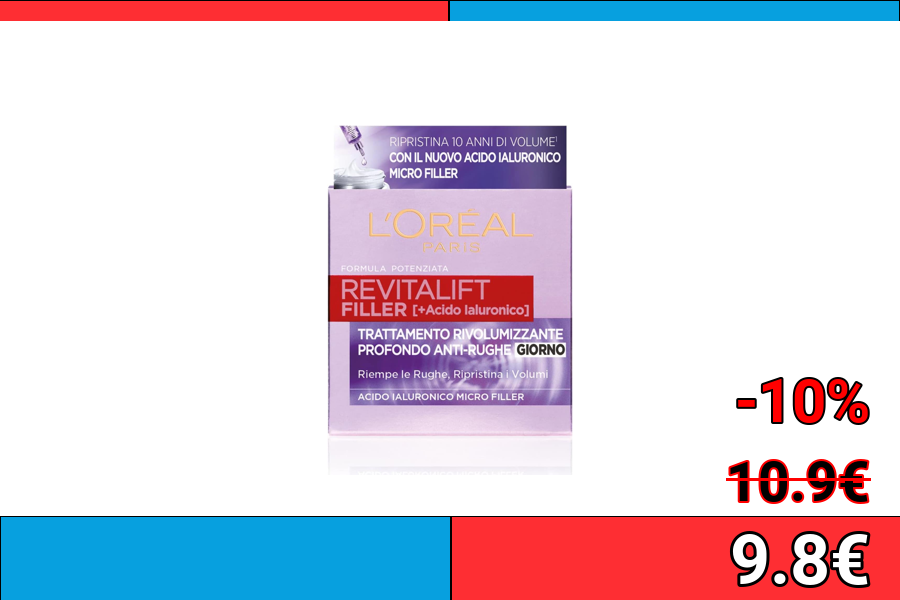 RIPRISTINA 10 ANNI DI VOLUME¹
CON IL NUOVO ACIDO IALURONICO
MICRO FILLER
L'ORÉAL
PARIS
FORMULA POTENZIATA
REVITALIFT
FILLER [+Acido Ialuronico]
TRATTAMENTO RIVOLUMIZZANTE
PROFONDO ANTI-RUGHE GIORNO
Riempe le Rughe, Ripristina i Volumi
ACIDO IALURONICO MICRO FILLER
-10%
10.9€
9.8€